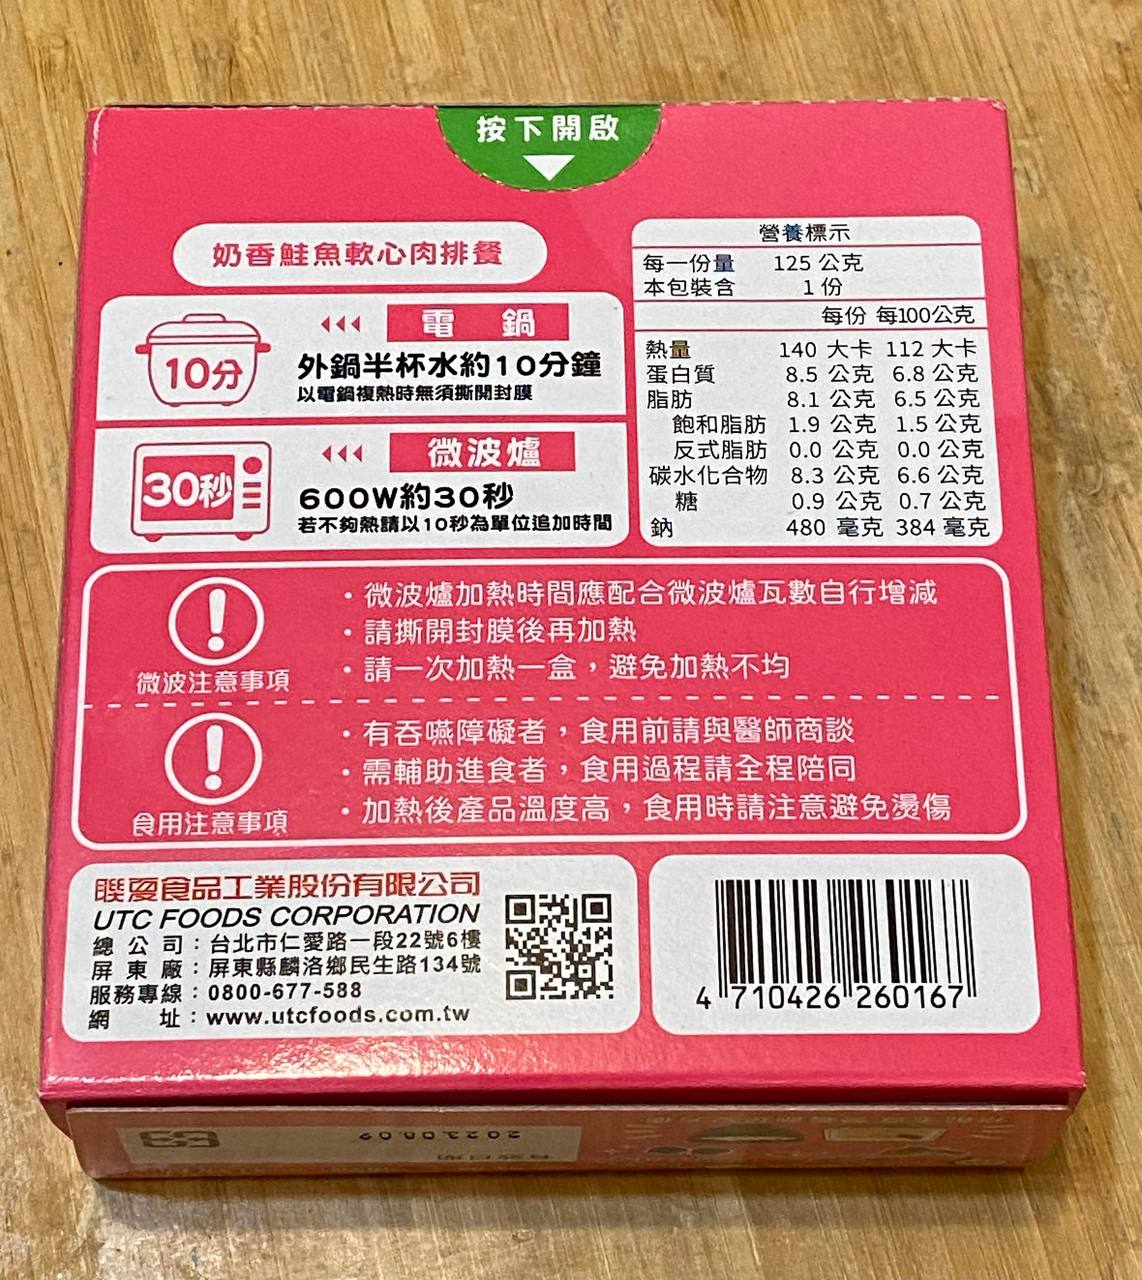 按下開啟
奶香鮭魚軟心肉排餐
10分
電 鍋
外鍋半杯水約10分鐘
以電鍋複熱時無須撕開封膜
30秒
微波爐
600W約30秒
若不夠熱請以10秒為單位追加時間
營養標示
每一份量 125 公克
本包裝含 1 份
每份 每100公克
熱量 140 大卡 112 大卡
蛋白質 8.5 公克 6.8 公克
脂肪 8.1 公克 6.5 公克
飽和脂肪 1.9 公克 1.5 公克
反式脂肪 0.0 公克 0.0 公克
碳水化合物 8.3 公克 6.6 公克
糖 0.9 公克 0.7 公克
鈉 480 毫克 384 毫克
微波注意事項
・微波爐加熱時間應配合微波爐瓦數自行增減
・請撕開封膜後再加熱
・請一次加熱一盒，避免加熱不均
食用注意事項
・有吞嚥障礙者，食用前請與醫師商談
・需輔助進食者，食用過程請全程陪同
・加熱後產品溫度高，食用時請注意避免燙傷
聯夏食品工業股份有限公司
UTC FOODS CORPORATION
總公司：台北市仁愛路一段22號6樓
屏東廠：屏東縣麟洛鄉民生路134號
服務專線：0800-677-588
網 址：www.utcfoods.com.tw
4 710426 260167
有效日期